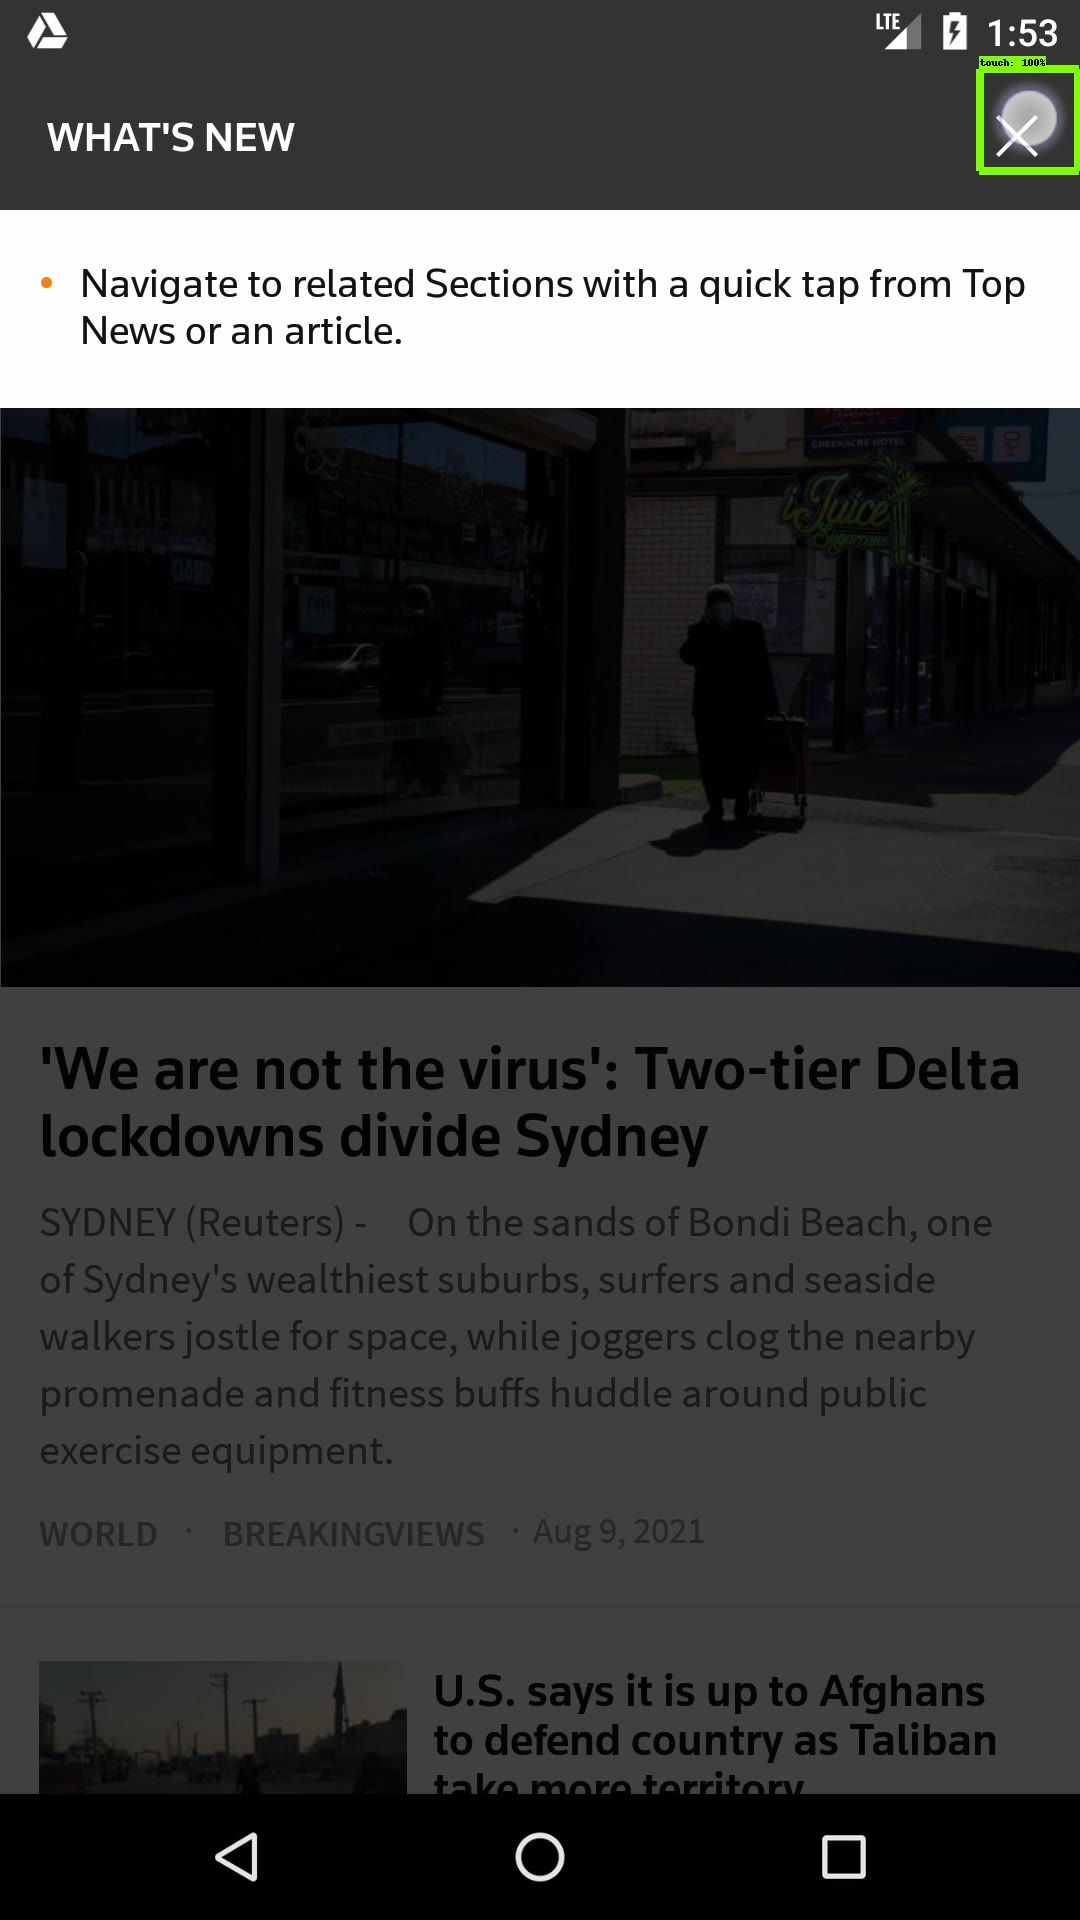 LTE 1:53
touch: 100%
WHAT'S NEW
• Navigate to related Sections with a quick tap from Top
News or an article.
GREENACRE HOTEL
iJuice
Sugarcane
CLOSED
'We are not the virus': Two-tier Delta
lockdowns divide Sydney
SYDNEY (Reuters) - On the sands of Bondi Beach, one
of Sydney's wealthiest suburbs, surfers and seaside
walkers jostle for space, while joggers clog the nearby
promenade and fitness buffs huddle around public
exercise equipment.
WORLD · BREAKINGVIEWS · Aug 9, 2021
U.S. says it is up to Afghans
to defend country as Taliban
take more territory